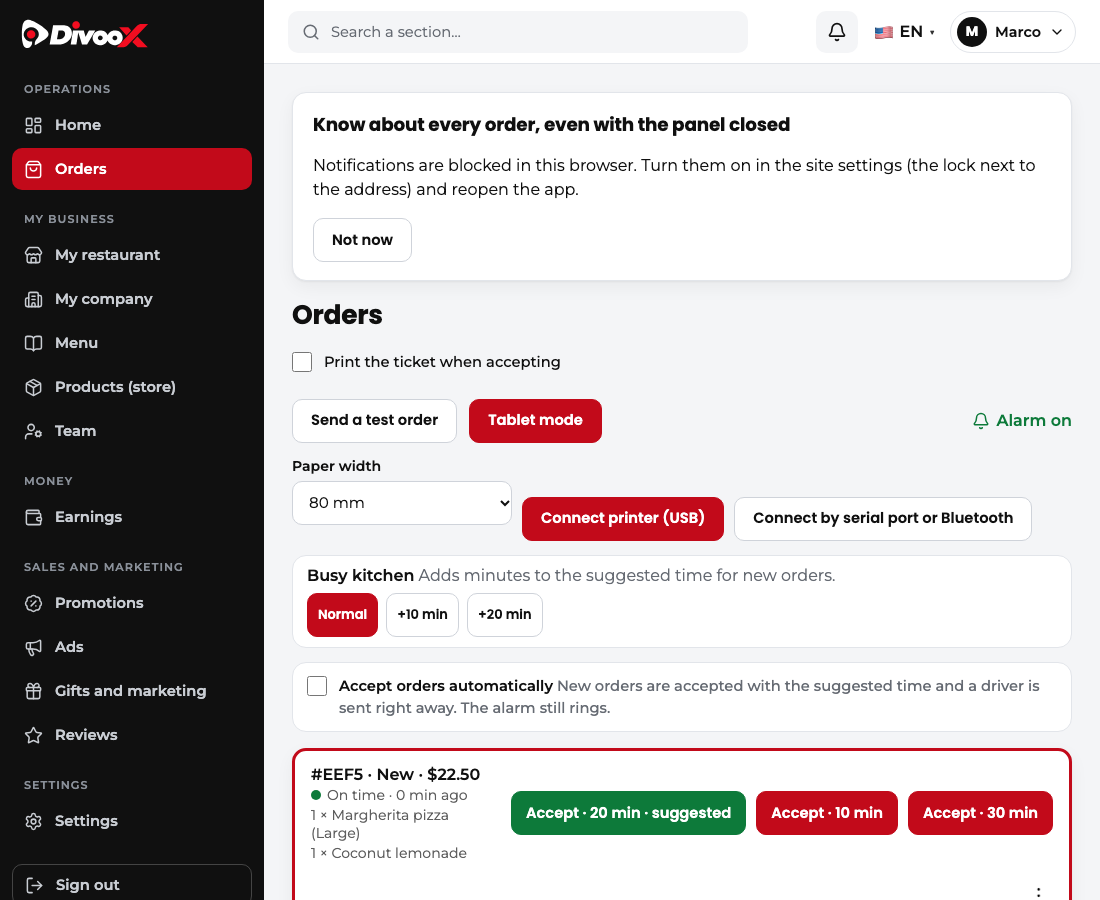 DivooX
OPERATIONS
Home
Orders
MY BUSINESS
My restaurant
My company
Menu
Products (store)
Team
MONEY
Earnings
SALES AND MARKETING
Promotions
Ads
Gifts and marketing
Reviews
SETTINGS
Settings
Sign out
Search a section...
EN
M
Marco
Know about every order, even with the panel closed
Notifications are blocked in this browser. Turn them on in the site settings (the lock next to
the address) and reopen the app.
Not now
Orders
Print the ticket when accepting
Send a test order
Tablet mode
Alarm on
Paper width
80 mm
Connect printer (USB)
Connect by serial port or Bluetooth
Busy kitchen Adds minutes to the suggested time for new orders.
Normal
+10 min
+20 min
Accept orders automatically New orders are accepted with the suggested time and a driver is
sent right away. The alarm still rings.
#EEF5 · New · $22.50
On time · 0 min ago
1 × Margherita pizza
(Large)
1 × Coconut lemonade
Accept · 20 min · suggested
Accept · 10 min
Accept · 30 min